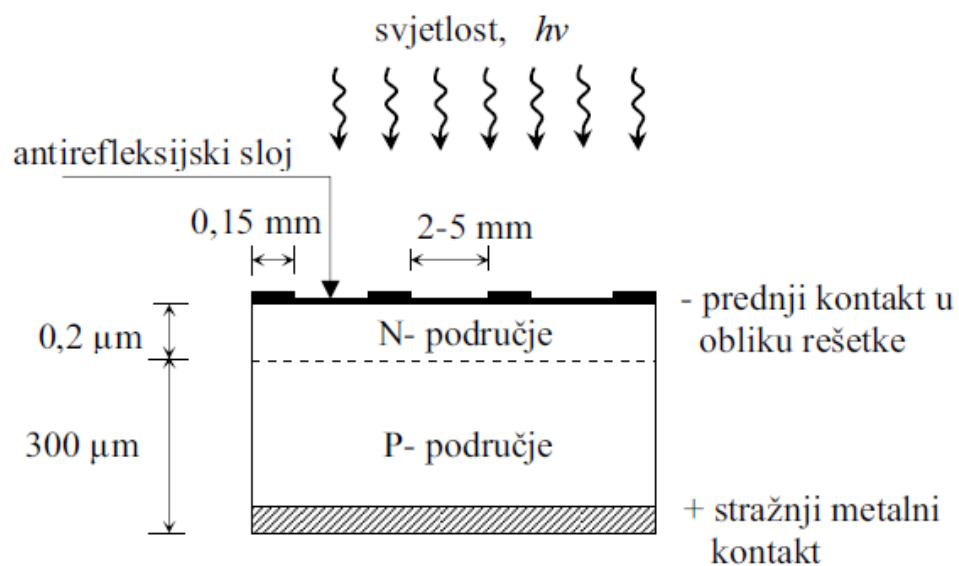 svjetlost, hν
antirefleksijski sloj
0,15 mm
2-5 mm
- prednji kontakt u
obliku rešetke
0,2 µm
N- područje
300 µm
P- područje
+ stražnji metalni
kontakt